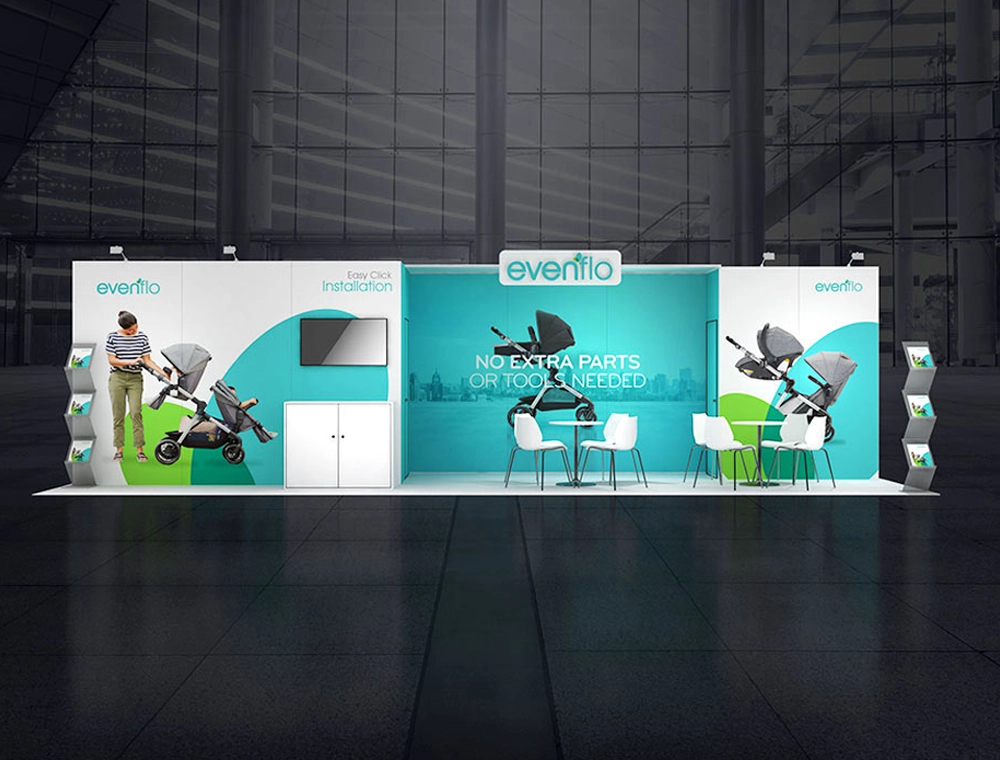 evenflo
Easy Click
Installation
evenflo
NO EXTRA PARTS
OR TOOLS NEEDED
evenflo